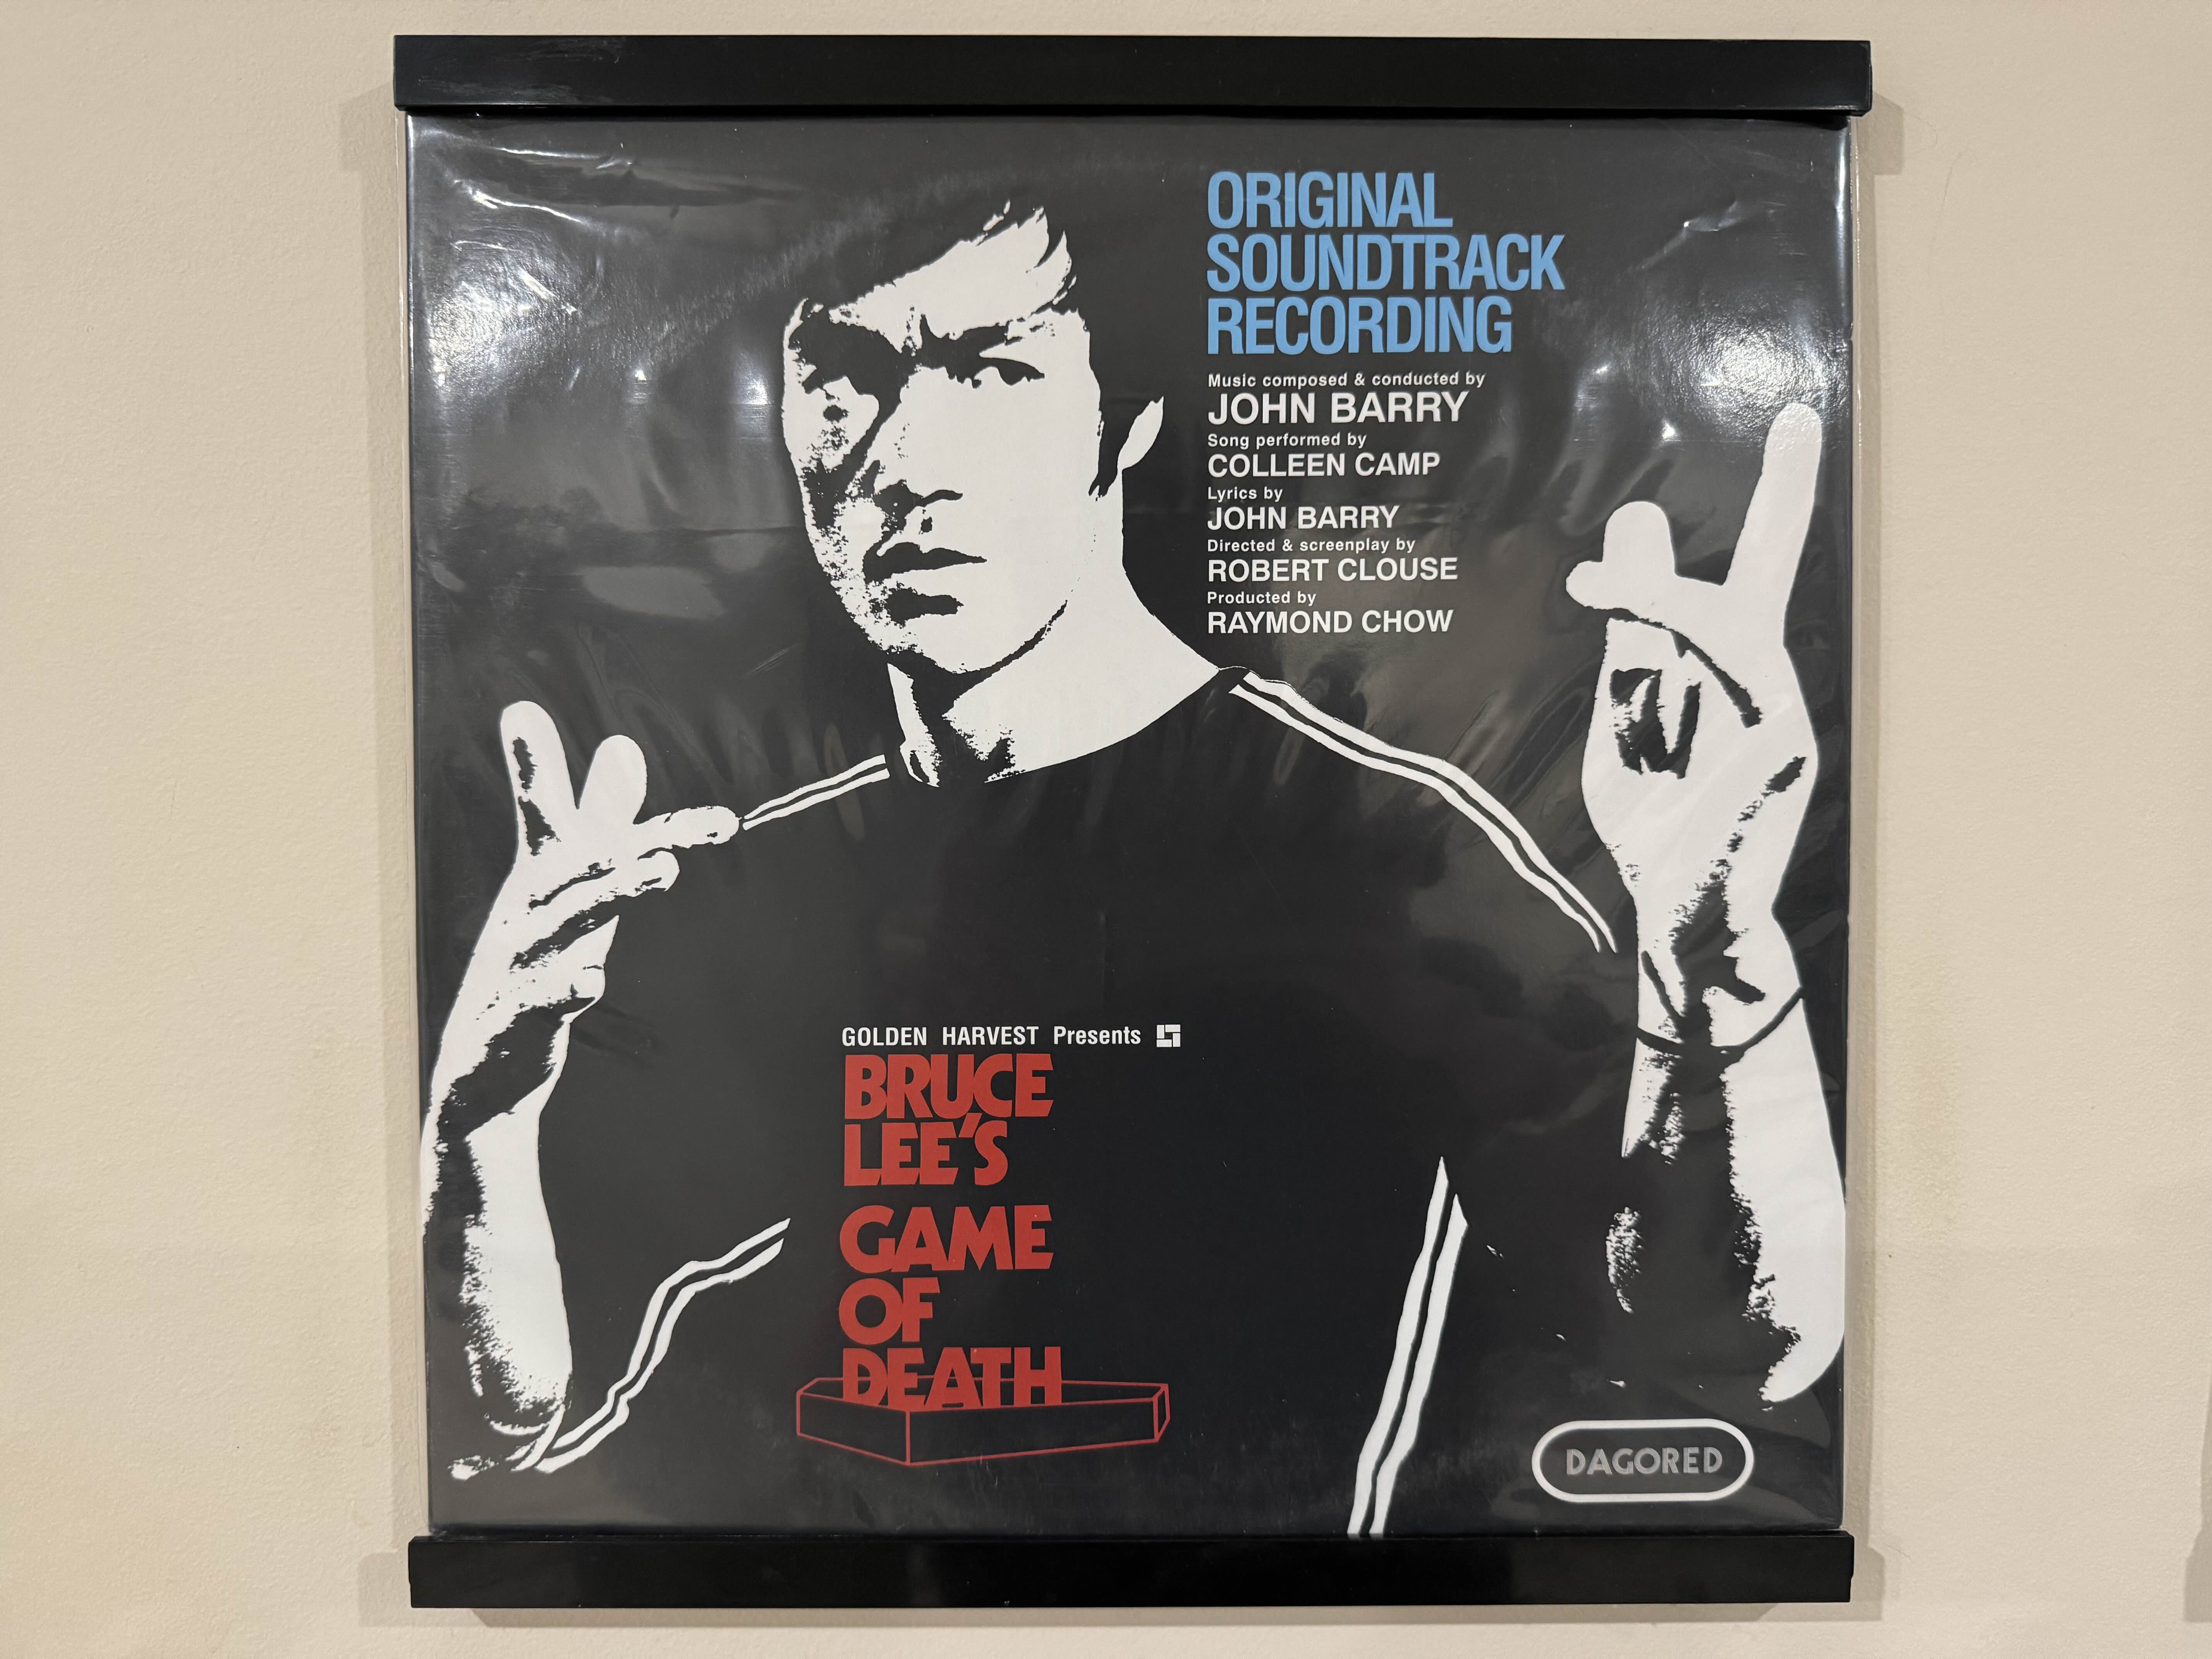 ORIGINAL
SOUNDTRACK
RECORDING
Music composed & conducted by
JOHN BARRY
Song performed by
COLLEEN CAMP
Lyrics by
JOHN BARRY
Directed & screenplay by
ROBERT CLOUSE
Producted by
RAYMOND CHOW
GOLDEN HARVEST Presents
BRUCE
LEE'S
GAME
OF
DEATH
DAGORED